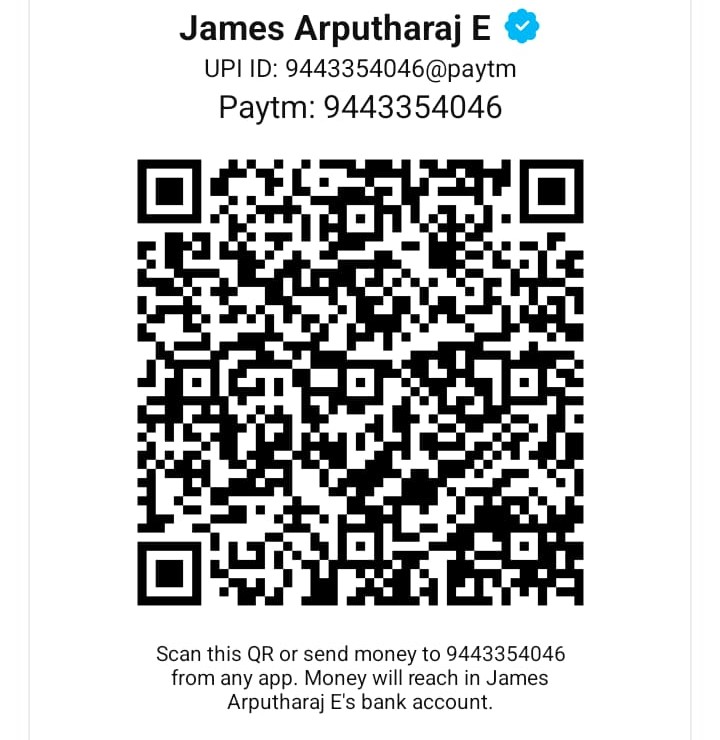 James Arputharaj E
UPI ID: 9443354046@paytm
Paytm: 9443354046
Scan this QR or send money to 9443354046
from any app. Money will reach in James
Arputharaj E's bank account.